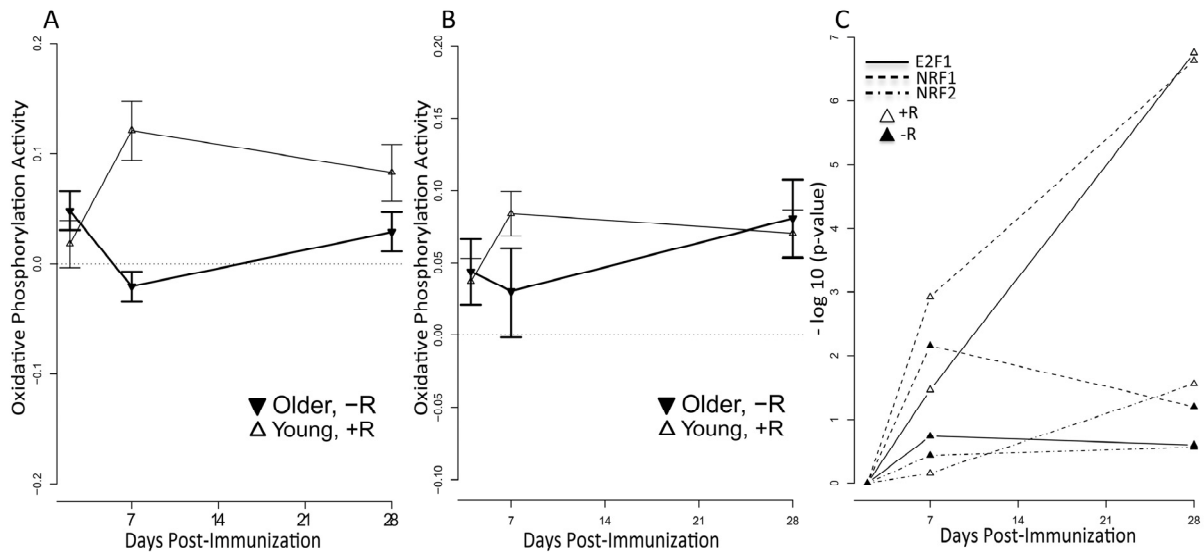 A
Oxidative Phosphorylation Activity
0.2
0.1
0.0
−0.1
−0.2
Older, −R
Young, +R
7
14
21
28
Days Post-Immunization
B
Oxidative Phosphorylation Activity
0.20
0.15
0.10
0.05
0.00
−0.05
−0.10
Older, −R
Young, +R
7
14
21
28
Days Post-Immunization
C
- log 10 (p-value)
7
6
5
4
3
2
1
0
E2F1
NRF1
NRF2
+R
-R
7
14
21
28
Days Post-Immunization